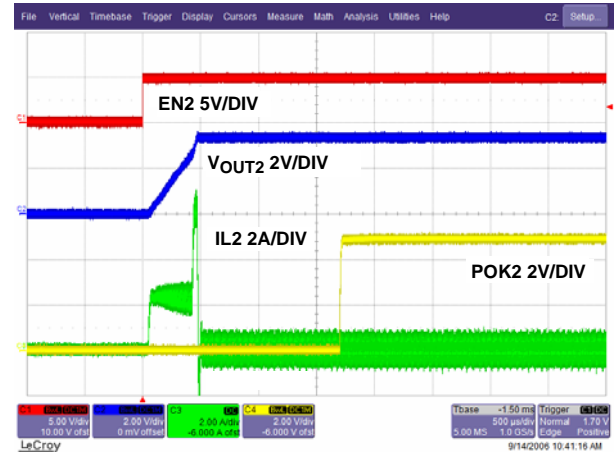 File Vertical Timebase Trigger Display Cursors Measure Math Analysis Utilities Help C2: Setup...
EN2 5V/DIV
VOUT2 2V/DIV
IL2 2A/DIV
POK2 2V/DIV
C1
5.00 V/div
10.00 V ofst
2.00 V/div
0 mV offset
C3 DC
2.00 A/div
-6.000 A ofst
C4
2.00 V/div
-6.000 V ofst
Tbase -1.50 ms
500 µs/div
5.00 MS 1.0 GS/s
Trigger C1 DC
Normal 1.70 V
Edge Positive
LeCroy
9/14/2006 10:41:16 AM